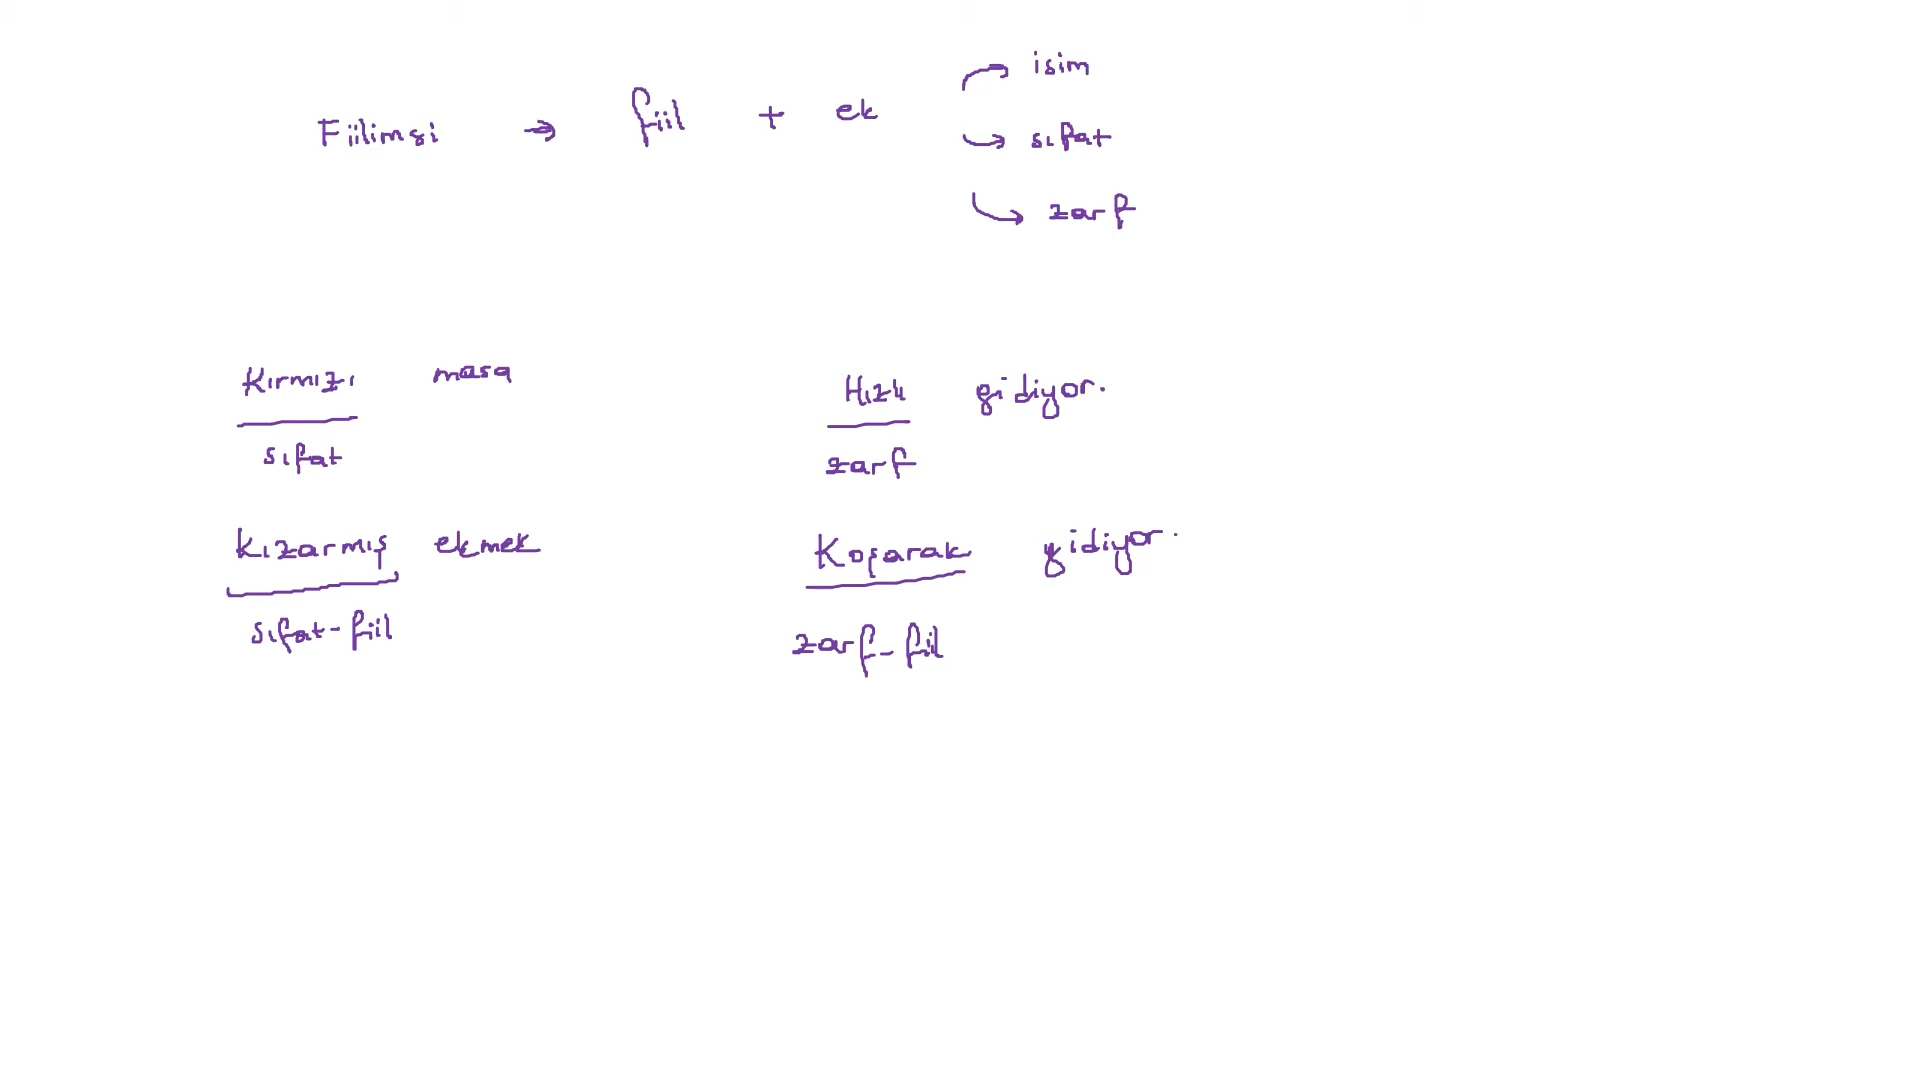 isim
Fiilimsi → fiil + ek
sıfat
zarf
Kırmızı masa
sıfat
Hızlı gidiyor.
zarf
Kızarmış ekmek
sıfat-fiil
Koşarak gidiyor.
zarf-fiil